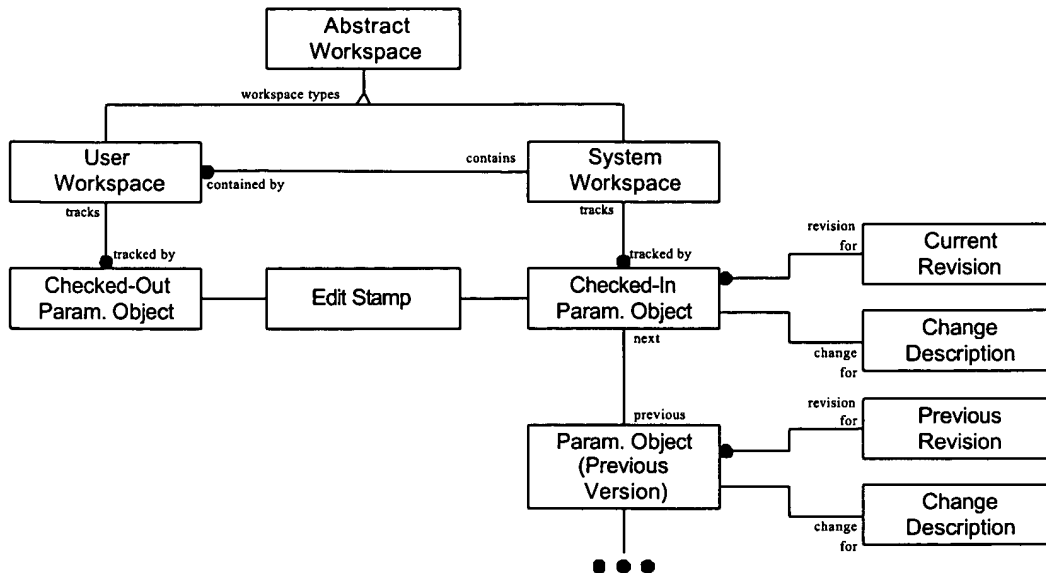 Abstract
Workspace
workspace types
User
Workspace
contained by
contains
System
Workspace
tracks
tracks
tracked by
tracked by
Checked-Out
Param. Object
Edit Stamp
Checked-In
Param. Object
revision
for
Current
Revision
change
for
Change
Description
next
previous
Param. Object
(Previous
Version)
revision
for
Previous
Revision
change
for
Change
Description